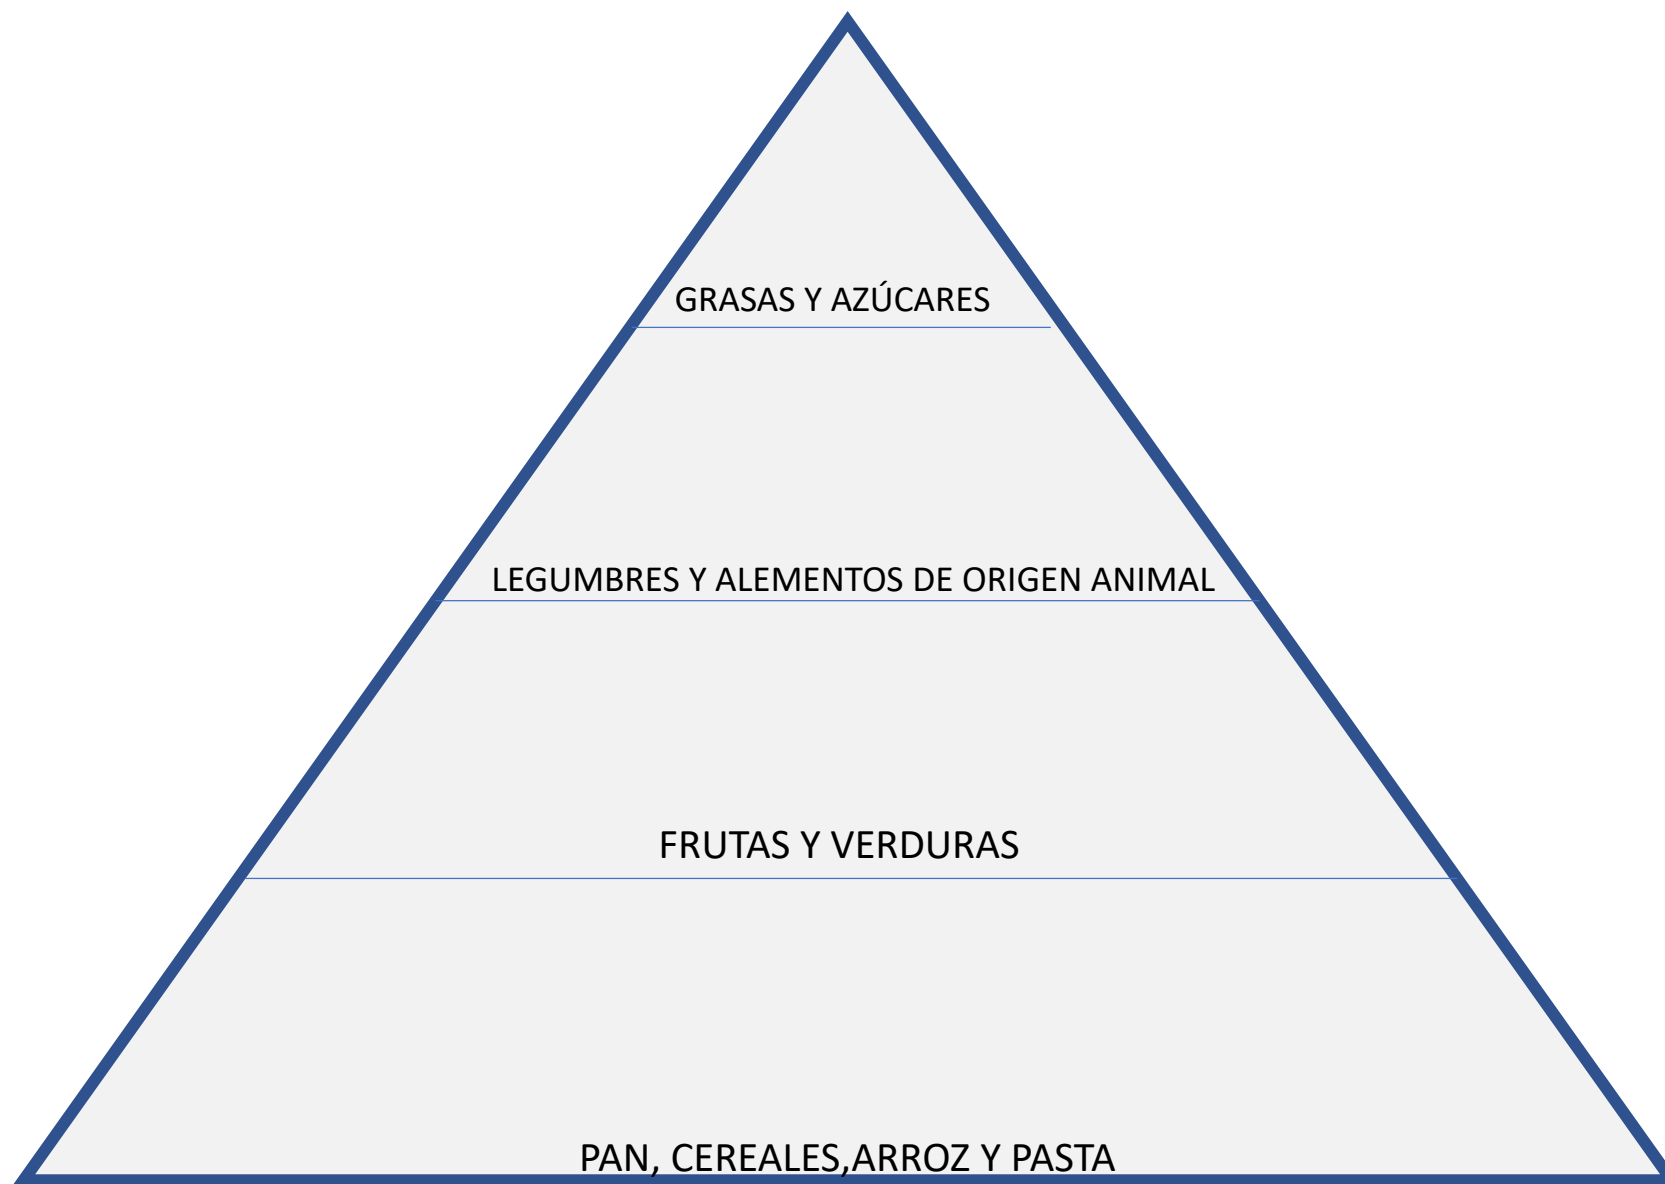 GRASAS Y AZÚCARES
LEGUMBRES Y ALEMENTOS DE ORIGEN ANIMAL
FRUTAS Y VERDURAS
PAN, CEREALES,ARROZ Y PASTA